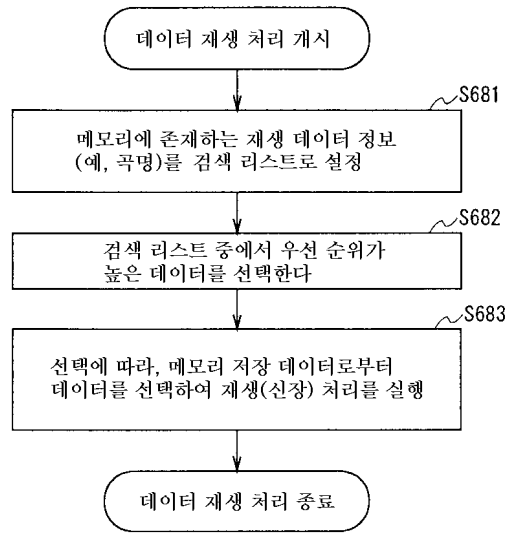 데이터 재생 처리 개시
S681
메모리에 존재하는 재생 데이터 정보
(예, 곡명)를 검색 리스트로 설정
S682
검색 리스트 중에서 우선 순위가
높은 데이터를 선택한다
S683
선택에 따라, 메모리 저장 데이터로부터
데이터를 선택하여 재생(신장) 처리를 실행
데이터 재생 처리 종료